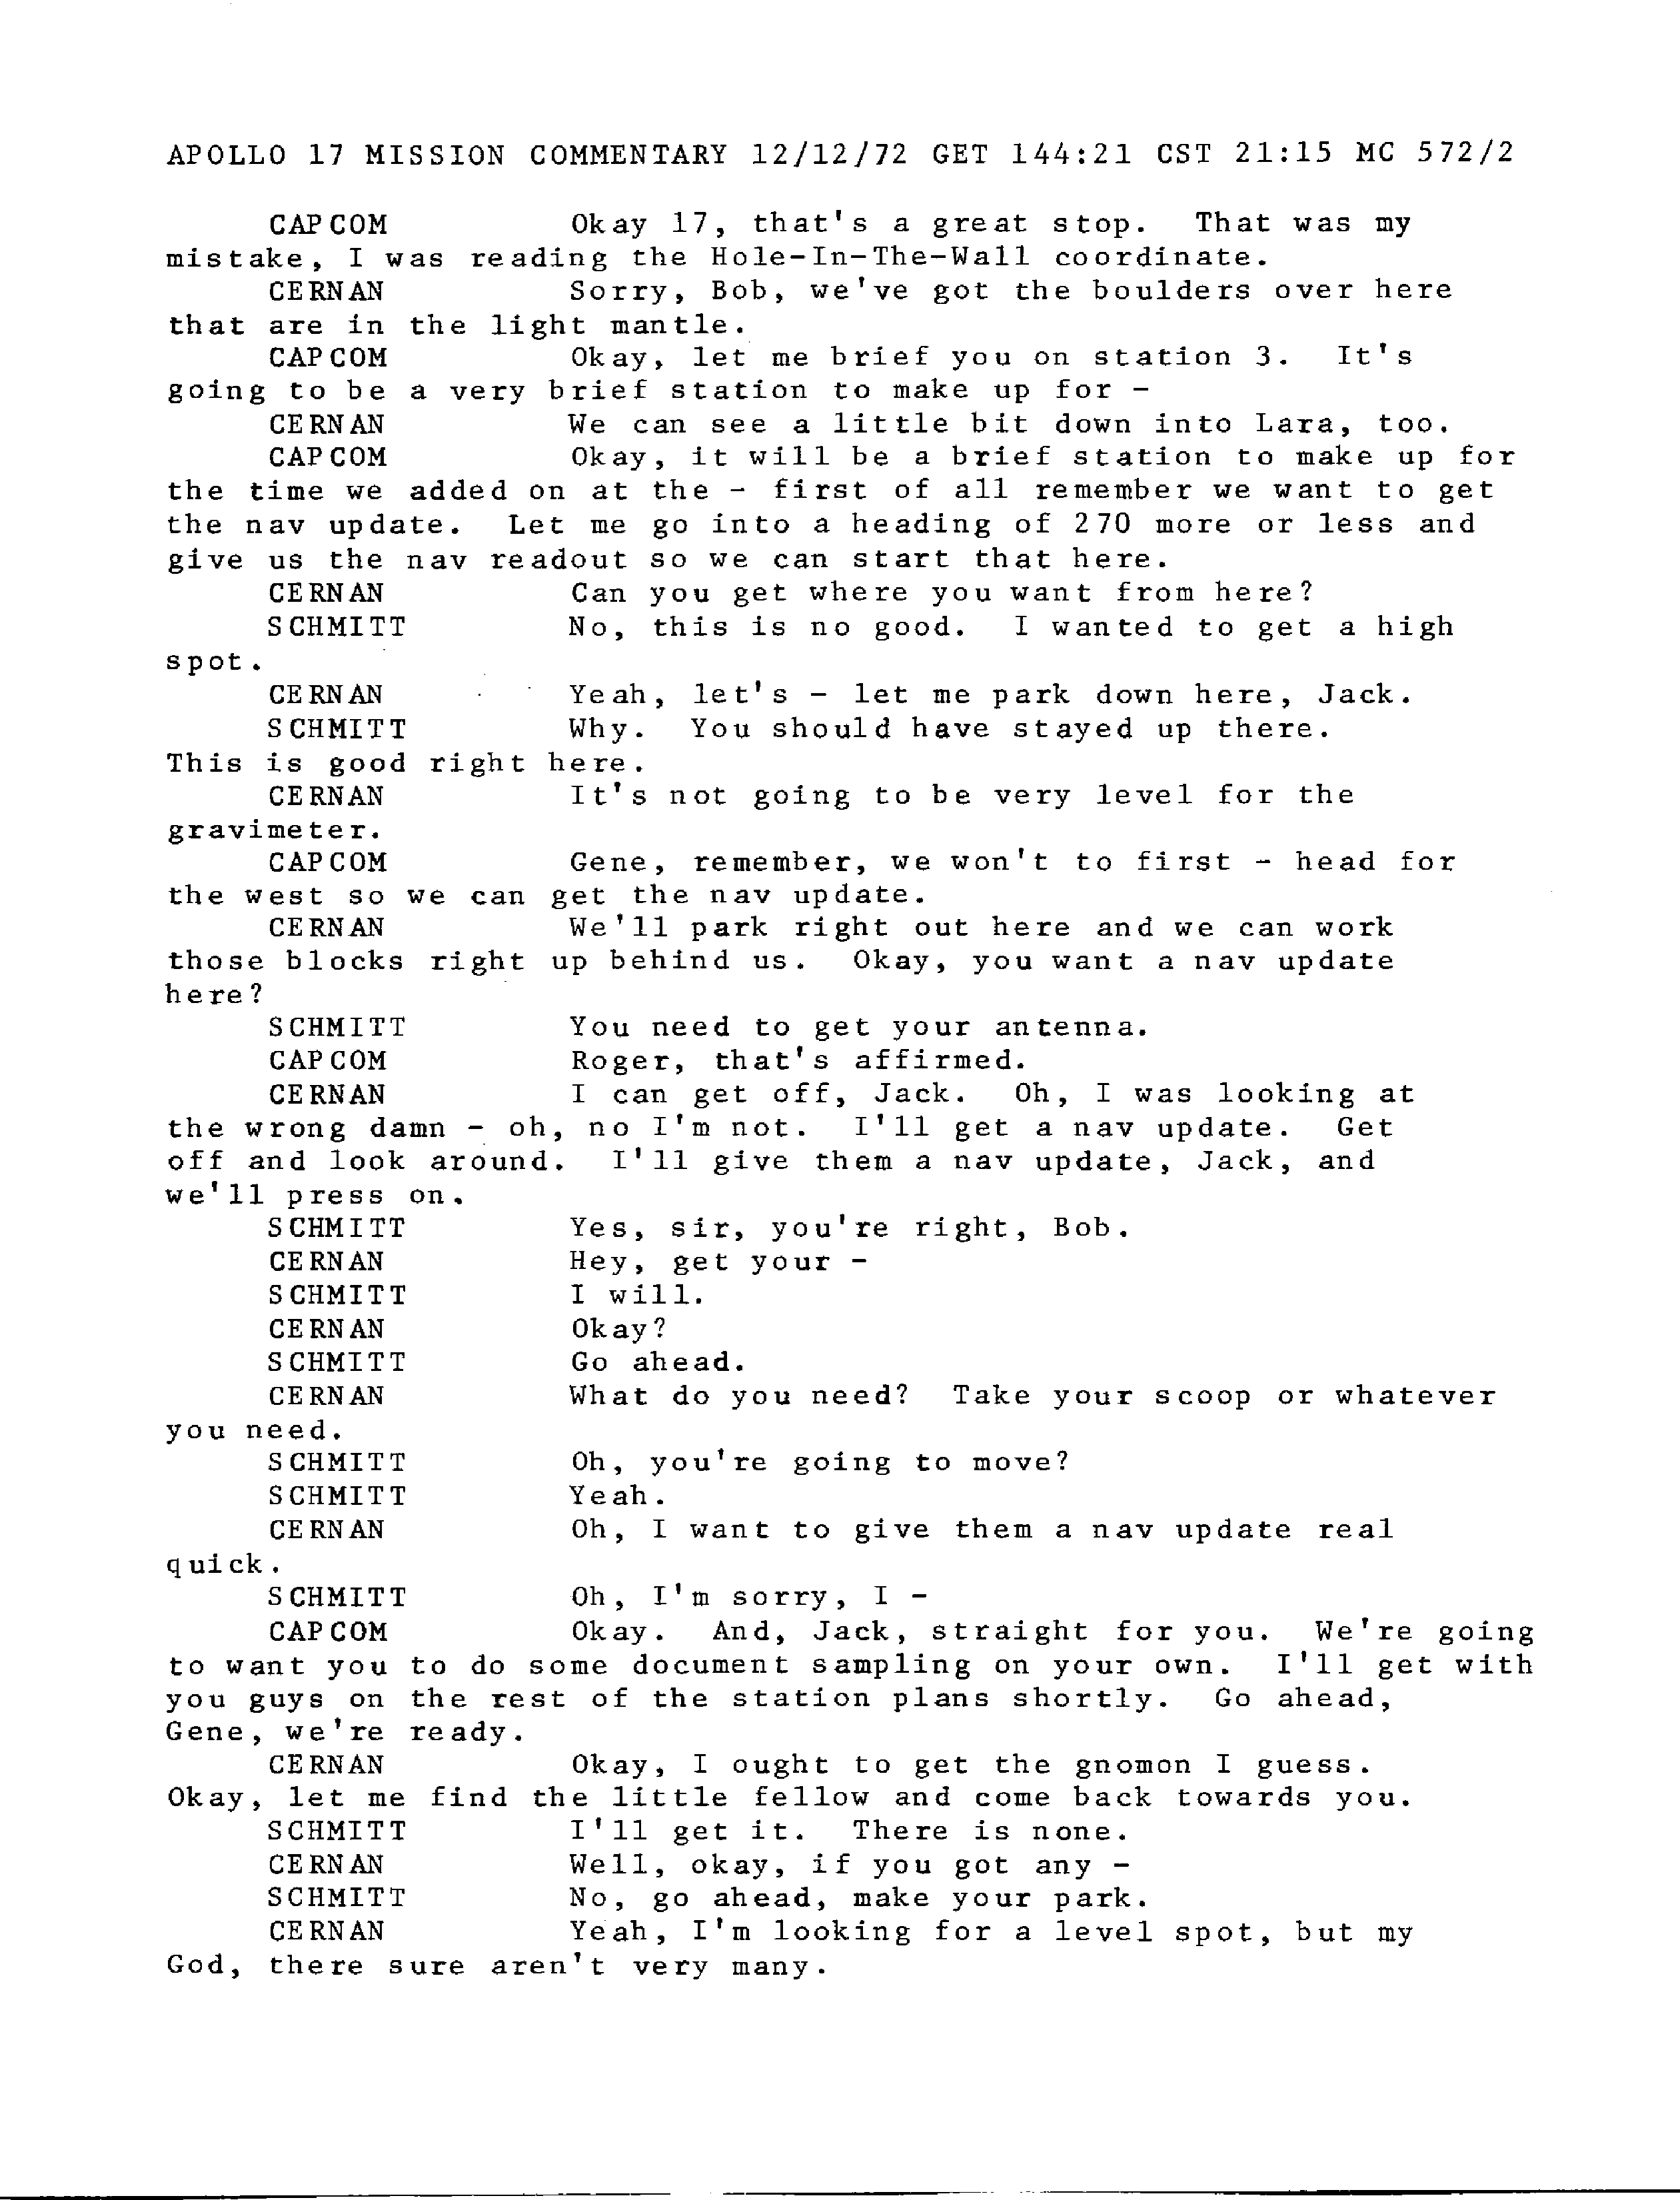 APOLLO 17 MISSION COMMENTARY 12/12/72 GET 144:21 CST 21:15 MC 572/2
CAPCOM Okay 17, that's a great stop. That was my
mistake, I was reading the Hole-In-The-Wall coordinate.
CERNAN Sorry, Bob, we've got the boulders over here
that are in the light mantle.
CAPCOM Okay, let me brief you on station 3. It's
going to be a very brief station to make up for -
CERNAN We can see a little bit down into Lara, too.
CAPCOM Okay, it will be a brief station to make up for
the time we added on at the - first of all remember we want to get
the nav update. Let me go into a heading of 270 more or less and
give us the nav readout so we can start that here.
CERNAN Can you get where you want from here?
SCHMITT No, this is no good. I wanted to get a high
spot.
CERNAN Yeah, let's - let me park down here, Jack.
SCHMITT Why. You should have stayed up there.
This is good right here.
CERNAN It's not going to be very level for the
gravimeter.
CAPCOM Gene, remember, we won't to first - head for
the west so we can get the nav update.
CERNAN We'll park right out here and we can work
those blocks right up behind us. Okay, you want a nav update
here?
SCHMITT You need to get your antenna.
CAPCOM Roger, that's affirmed.
CERNAN I can get off, Jack. Oh, I was looking at
the wrong damn - oh, no I'm not. I'll get a nav update. Get
off and look around. I'll give them a nav update, Jack, and
we'll press on.
SCHMITT Yes, sir, you're right, Bob.
CERNAN Hey, get your -
SCHMITT I will.
CERNAN Okay?
SCHMITT Go ahead.
CERNAN What do you need? Take your scoop or whatever
you need.
SCHMITT Oh, you're going to move?
SCHMITT Yeah.
CERNAN Oh, I want to give them a nav update real
quick.
SCHMITT Oh, I'm sorry, I -
CAPCOM Okay. And, Jack, straight for you. We're going
to want you to do some document sampling on your own. I'll get with
you guys on the rest of the station plans shortly. Go ahead,
Gene, we're ready.
CERNAN Okay, I ought to get the gnomon I guess.
Okay, let me find the little fellow and come back towards you.
SCHMITT I'll get it. There is none.
CERNAN Well, okay, if you got any -
SCHMITT No, go ahead, make your park.
CERNAN Yeah, I'm looking for a level spot, but my
God, there sure aren't very many.